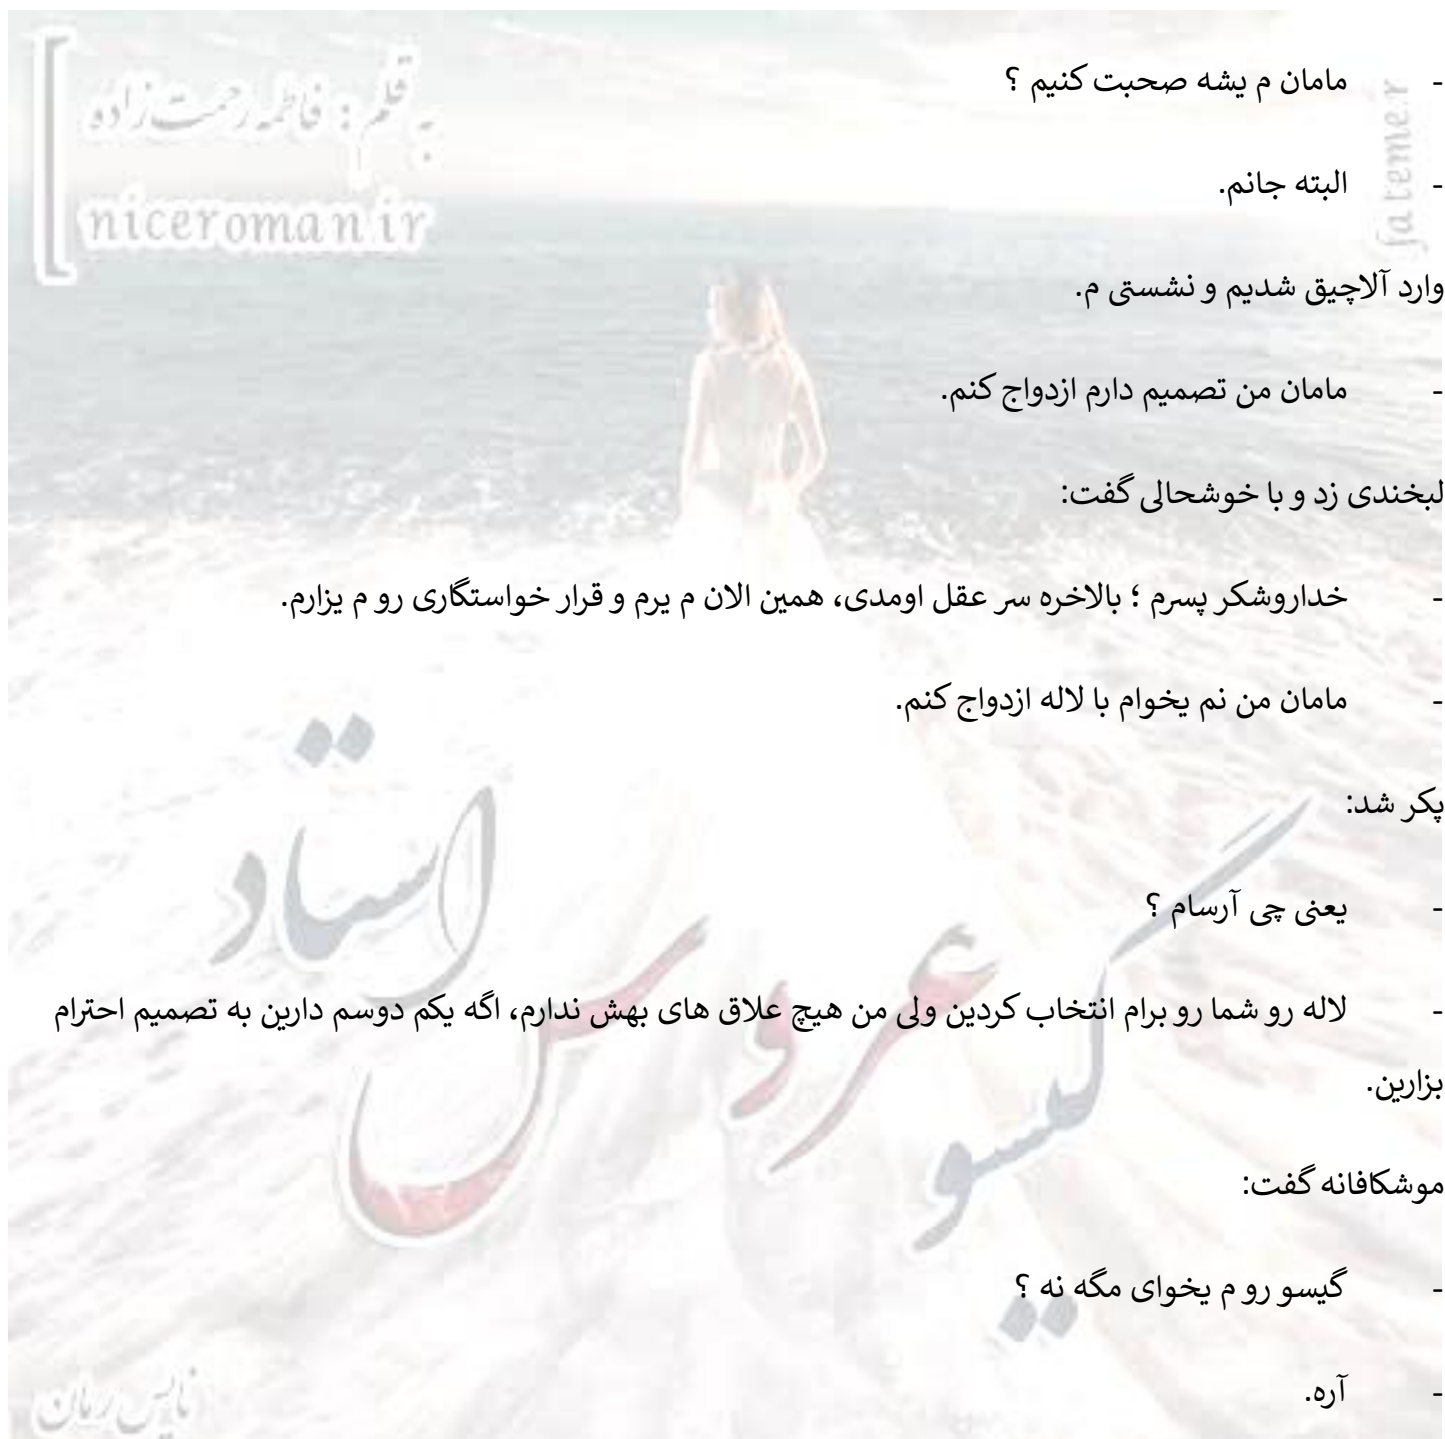 به قلم : فاطمه رحمت زاده
niceroman.ir
fateme.r
- مامان م یشه صحبت کنیم ؟
- البته جانم.
وارد آلاچیق شدیم و نشستی م.
- مامان من تصمیم دارم ازدواج کنم.
لبخندی زد و با خوشحالی گفت:
- خداروشکر پسرم ؛ بالاخره سر عقل اومدی، همین الان م یرم و قرار خواستگاری رو م یزارم.
- مامان من نم یخوام با لاله ازدواج کنم.
پکر شد:
- یعنی چی آرسام ؟
- لاله رو شما رو برام انتخاب کردین ولی من هیچ علاق های بهش ندارم، اگه یکم دوسم دارین به تصمیم احترام
بزارین.
موشکافانه گفت:
- گیسو رو م یخوای مگه نه ؟
- آره.
گیسو عروس استاد
نایس رمان